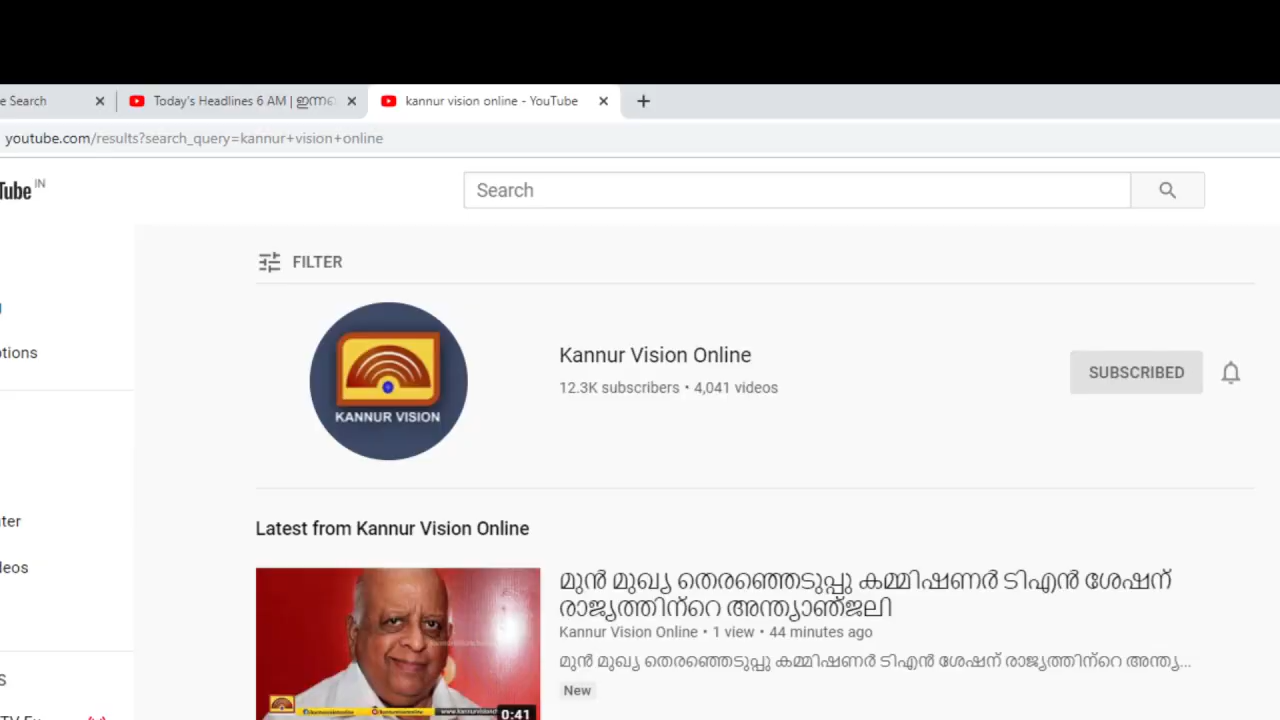 e Search
Today's Headlines 6 AM |
kannur vision online - YouTube
youtube.com/results?search_query=kannur+vision+online
Tube IN
Search
FILTER
KANNUR VISION
Kannur Vision Online
12.3K subscribers • 4,041 videos
SUBSCRIBED
ptions
ter
leos
S
Latest from Kannur Vision Online
മുൻ മുഖ്യ തെരഞ്ഞെടുപ്പു കമ്മിഷണർ ടിഎൻ ശേഷന്
രാജ്യത്തിന്റെ അന്ത്യാഞ്ജലി
Kannur Vision Online • 1 view • 44 minutes ago
മുൻ മുഖ്യ തെരഞ്ഞെടുപ്പു കമ്മിഷണർ ടിഎൻ ശേഷന് രാജ്യത്തിന്റെ അന്ത്യ...
New
0:41